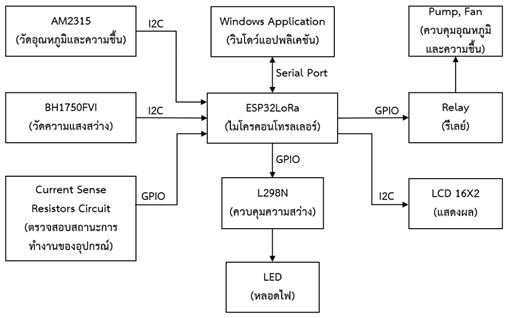 AM2315
(วัดอุณหภูมิและความชื้น)
I2C
Windows Application
(วินโดว์แอปพลิเคชัน)
Pump, Fan
(ควบคุมอุณหภูมิ
และความชื้น)
Serial Port
BH1750FVI
(วัดความแสงสว่าง)
I2C
ESP32LoRa
(ไมโครคอนโทรลเลอร์)
GPIO
Relay
(รีเลย์)
GPIO
Current Sense
Resistors Circuit
(ตรวจสอบสถานะการ
ทำงานของอุปกรณ์)
GPIO
L298N
(ควบคุมความสว่าง)
I2C
LCD 16X2
(แสดงผล)
LED
(หลอดไฟ)